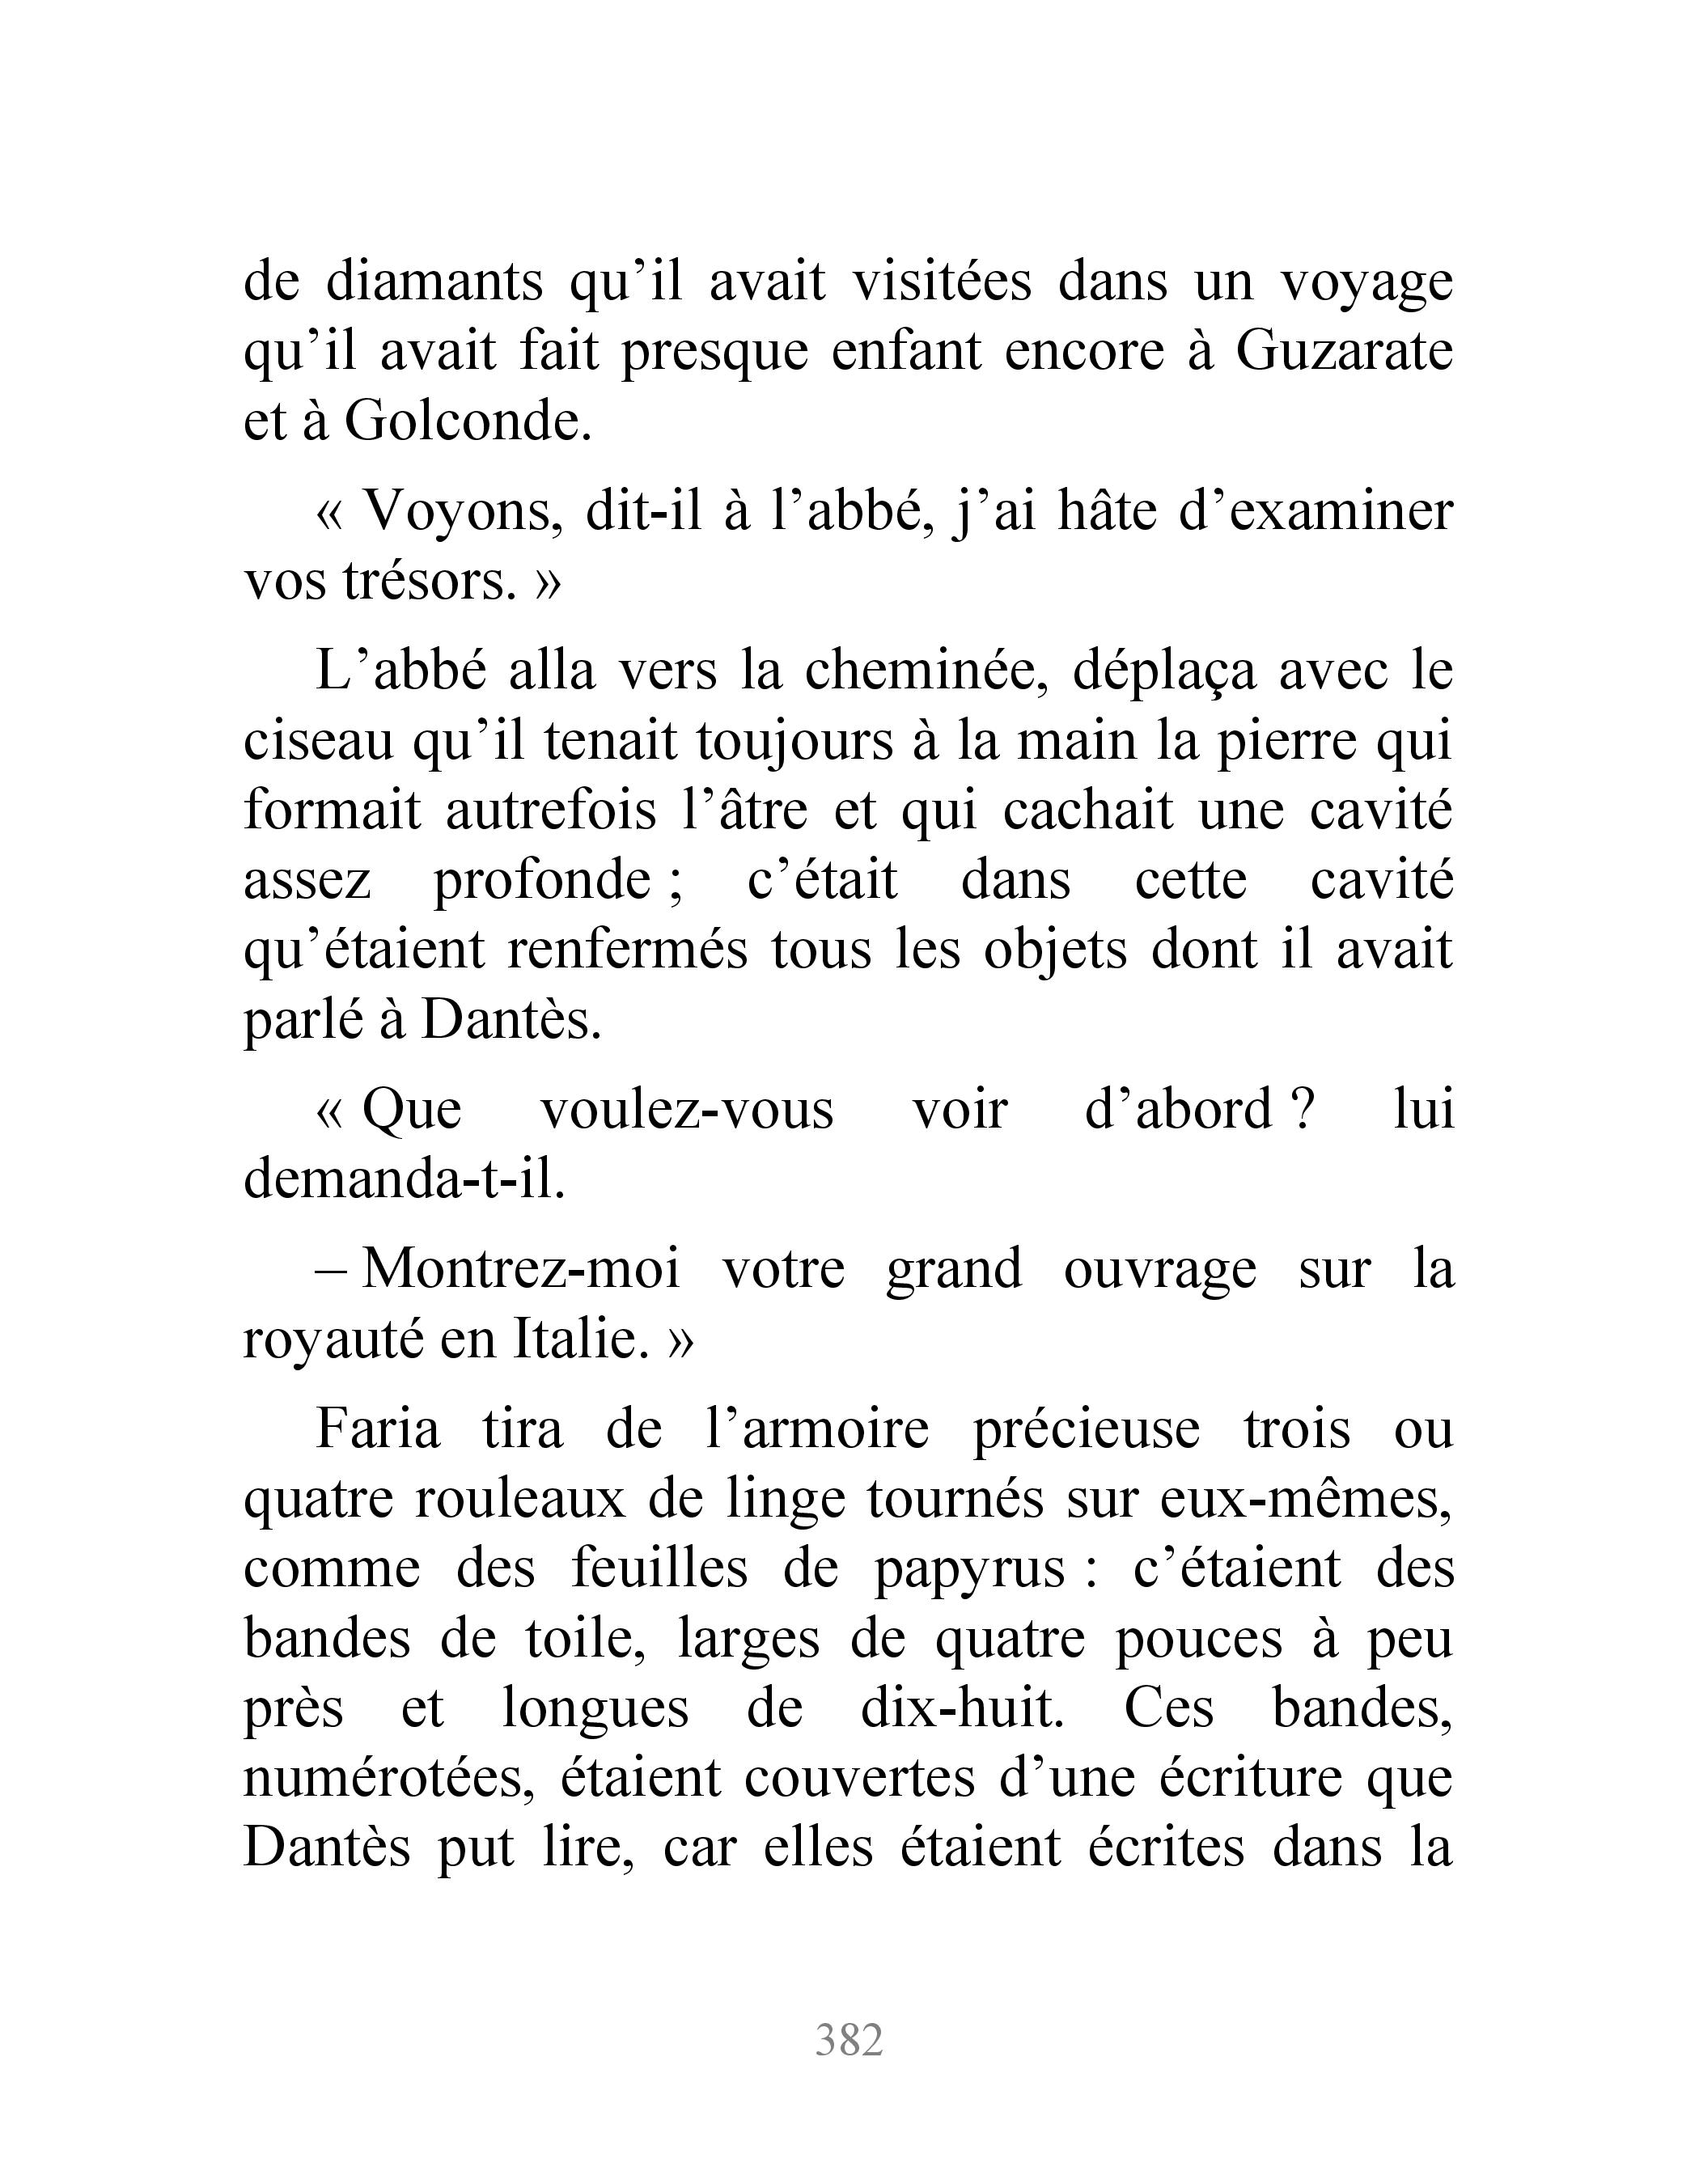 de diamants qu’il avait visitées dans un voyage
qu’il avait fait presque enfant encore à Guzarate
et à Golconde.
« Voyons, dit-il à l’abbé, j’ai hâte d’examiner
vos trésors. »
L’abbé alla vers la cheminée, déplaça avec le
ciseau qu’il tenait toujours à la main la pierre qui
formait autrefois l’âtre et qui cachait une cavité
assez profonde ; c’était dans cette cavité
qu’étaient renfermés tous les objets dont il avait
parlé à Dantès.
« Que voulez-vous voir d’abord ? lui
demanda-t-il.
– Montrez-moi votre grand ouvrage sur la
royauté en Italie. »
Faria tira de l’armoire précieuse trois ou
quatre rouleaux de linge tournés sur eux-mêmes,
comme des feuilles de papyrus : c’étaient des
bandes de toile, larges de quatre pouces à peu
près et longues de dix-huit. Ces bandes,
numérotées, étaient couvertes d’une écriture que
Dantès put lire, car elles étaient écrites dans la
382